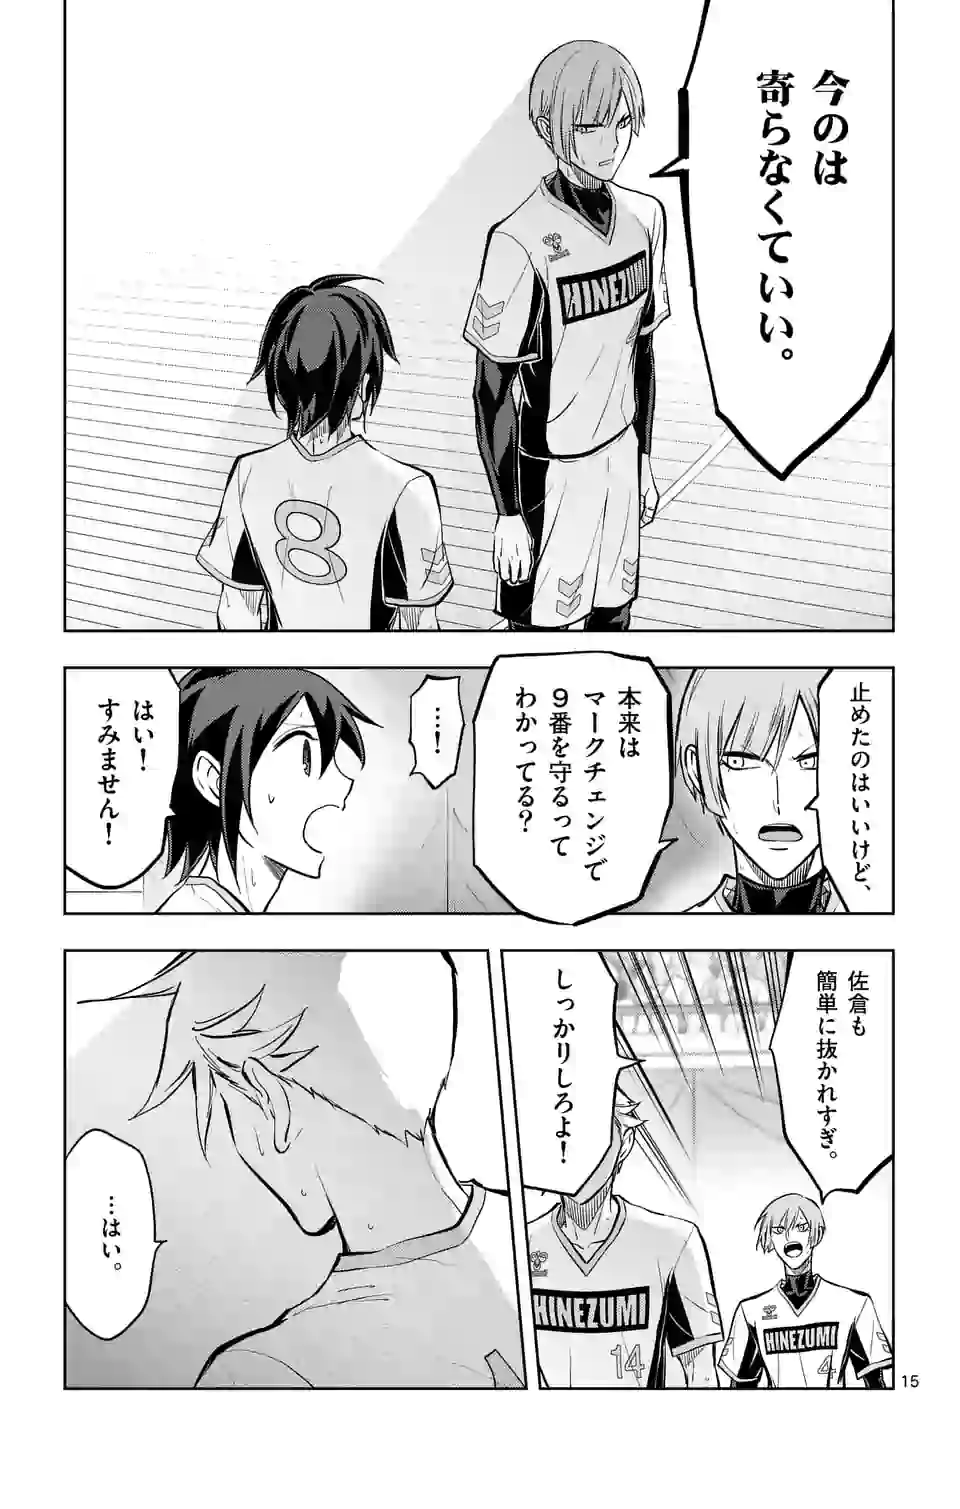 今のは
寄らなくていい。
HINEZUMI
8
止めたのはいいけど、
本来は
マークチェンジで
9番を守るって
わかってる?
…!
はい!
すみません!
佐倉も
簡単に抜かれすぎ。
しっかりしろよ!
HINEZUMI
14
HINEZUMI
4
…はい。
15